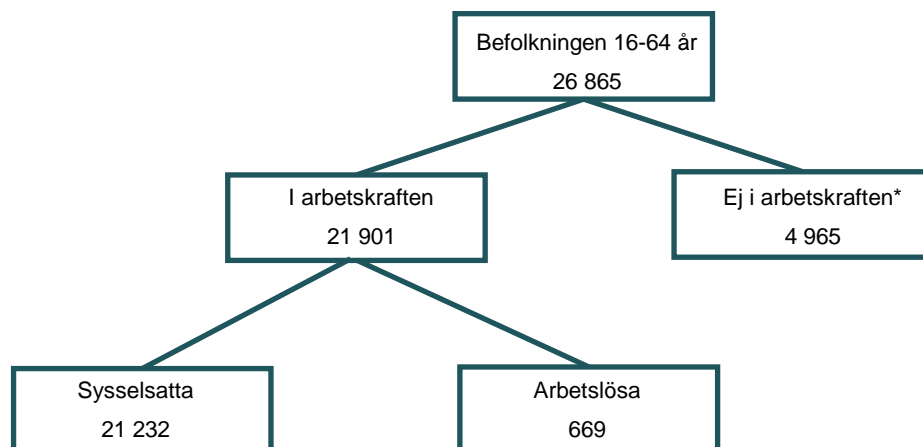 Befolkningen 16-64 år
26 865
I arbetskraften
21 901
Ej i arbetskraften*
4 965
Sysselsatta
21 232
Arbetslösa
669